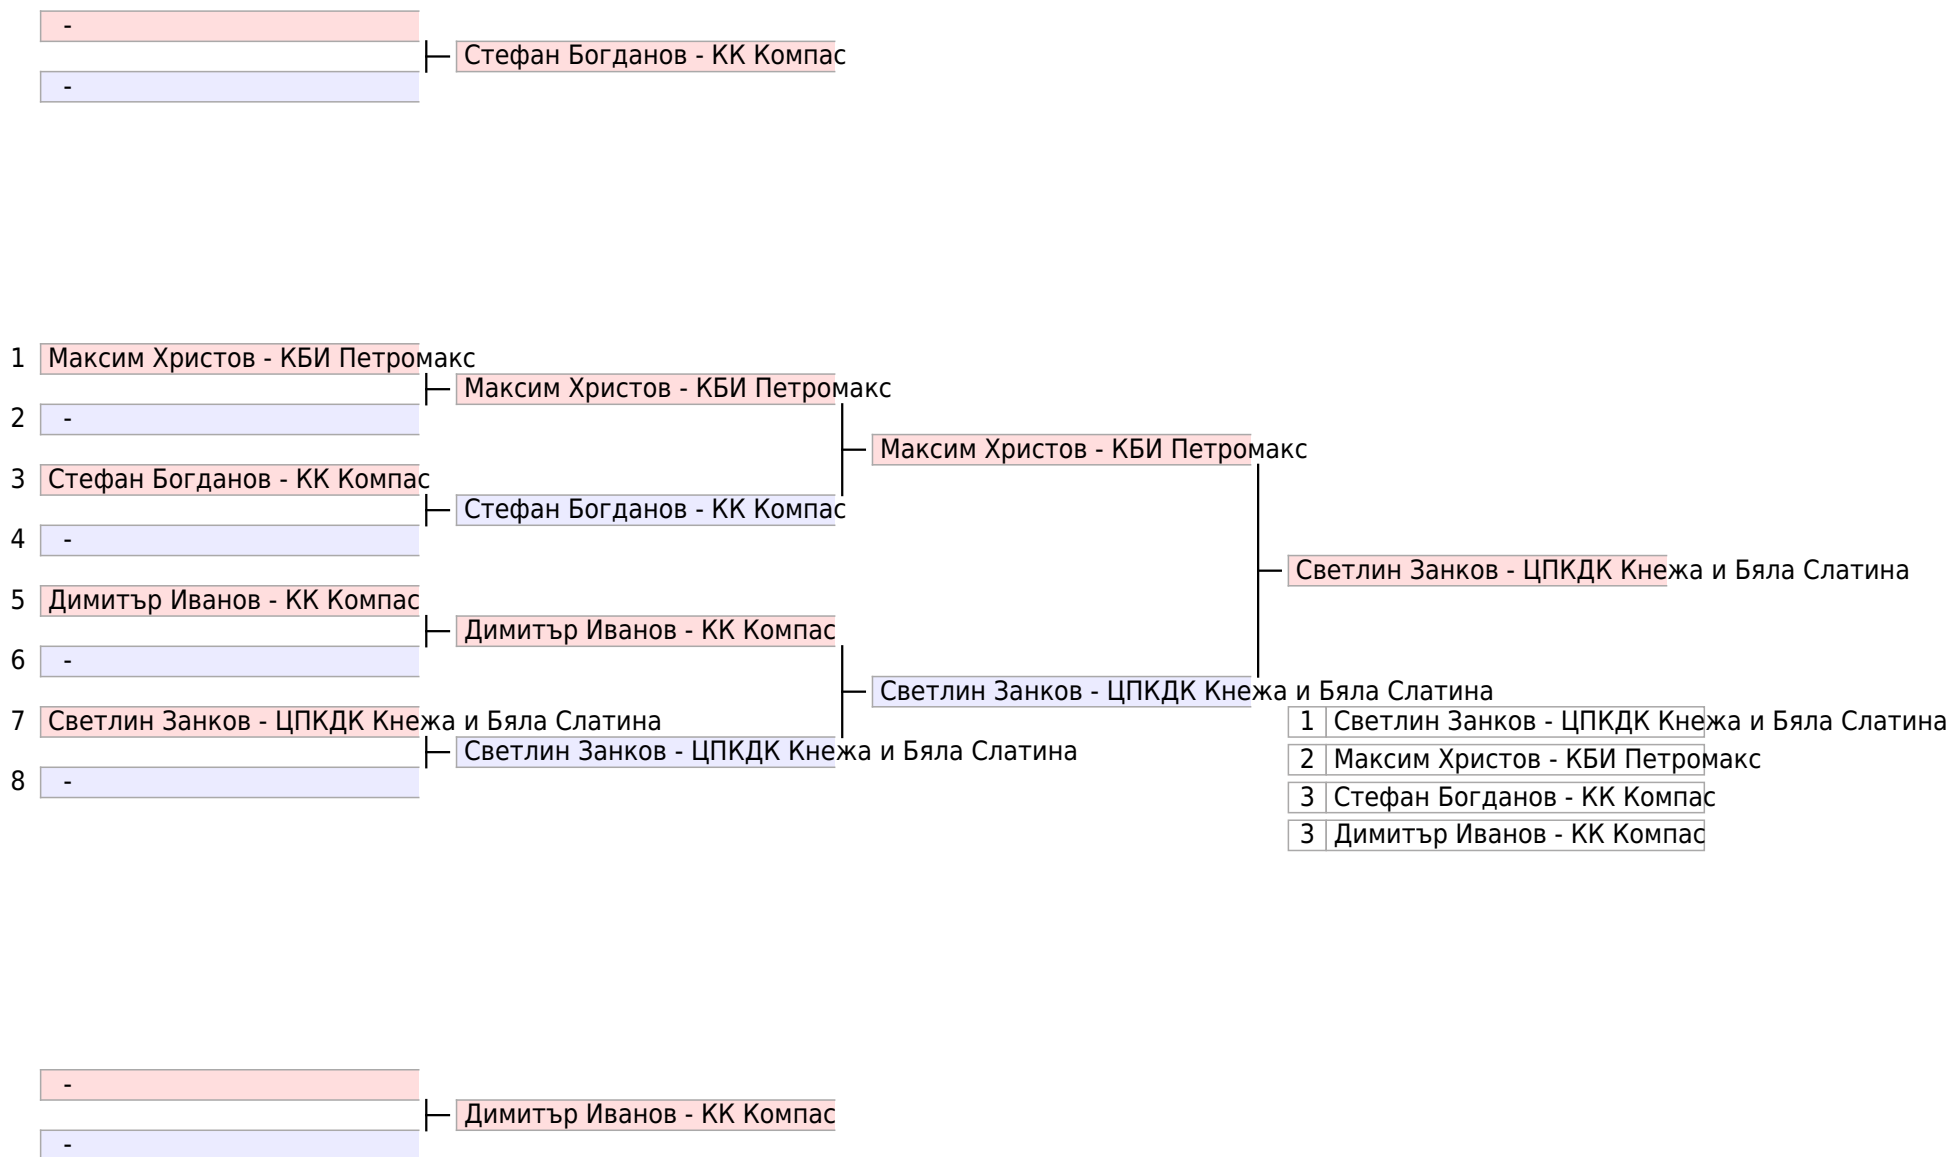 -
Стефан Богданов - КК Компас
-
1 Максим Христов - КБИ Петромакс
Максим Христов - КБИ Петромакс
2 -
Максим Христов - КБИ Петромакс
3 Стефан Богданов - КК Компас
Стефан Богданов - КК Компас
4 -
Светлин Занков - ЦПКДК Кнежа и Бяла Слатина
5 Димитър Иванов - КК Компас
Димитър Иванов - КК Компас
6 -
Светлин Занков - ЦПКДК Кнежа и Бяла Слатина
7 Светлин Занков - ЦПКДК Кнежа и Бяла Слатина
1 Светлин Занков - ЦПКДК Кнежа и Бяла Слатина
Светлин Занков - ЦПКДК Кнежа и Бяла Слатина
2 Максим Христов - КБИ Петромакс
8 -
3 Стефан Богданов - КК Компас
3 Димитър Иванов - КК Компас
-
Димитър Иванов - КК Компас
-